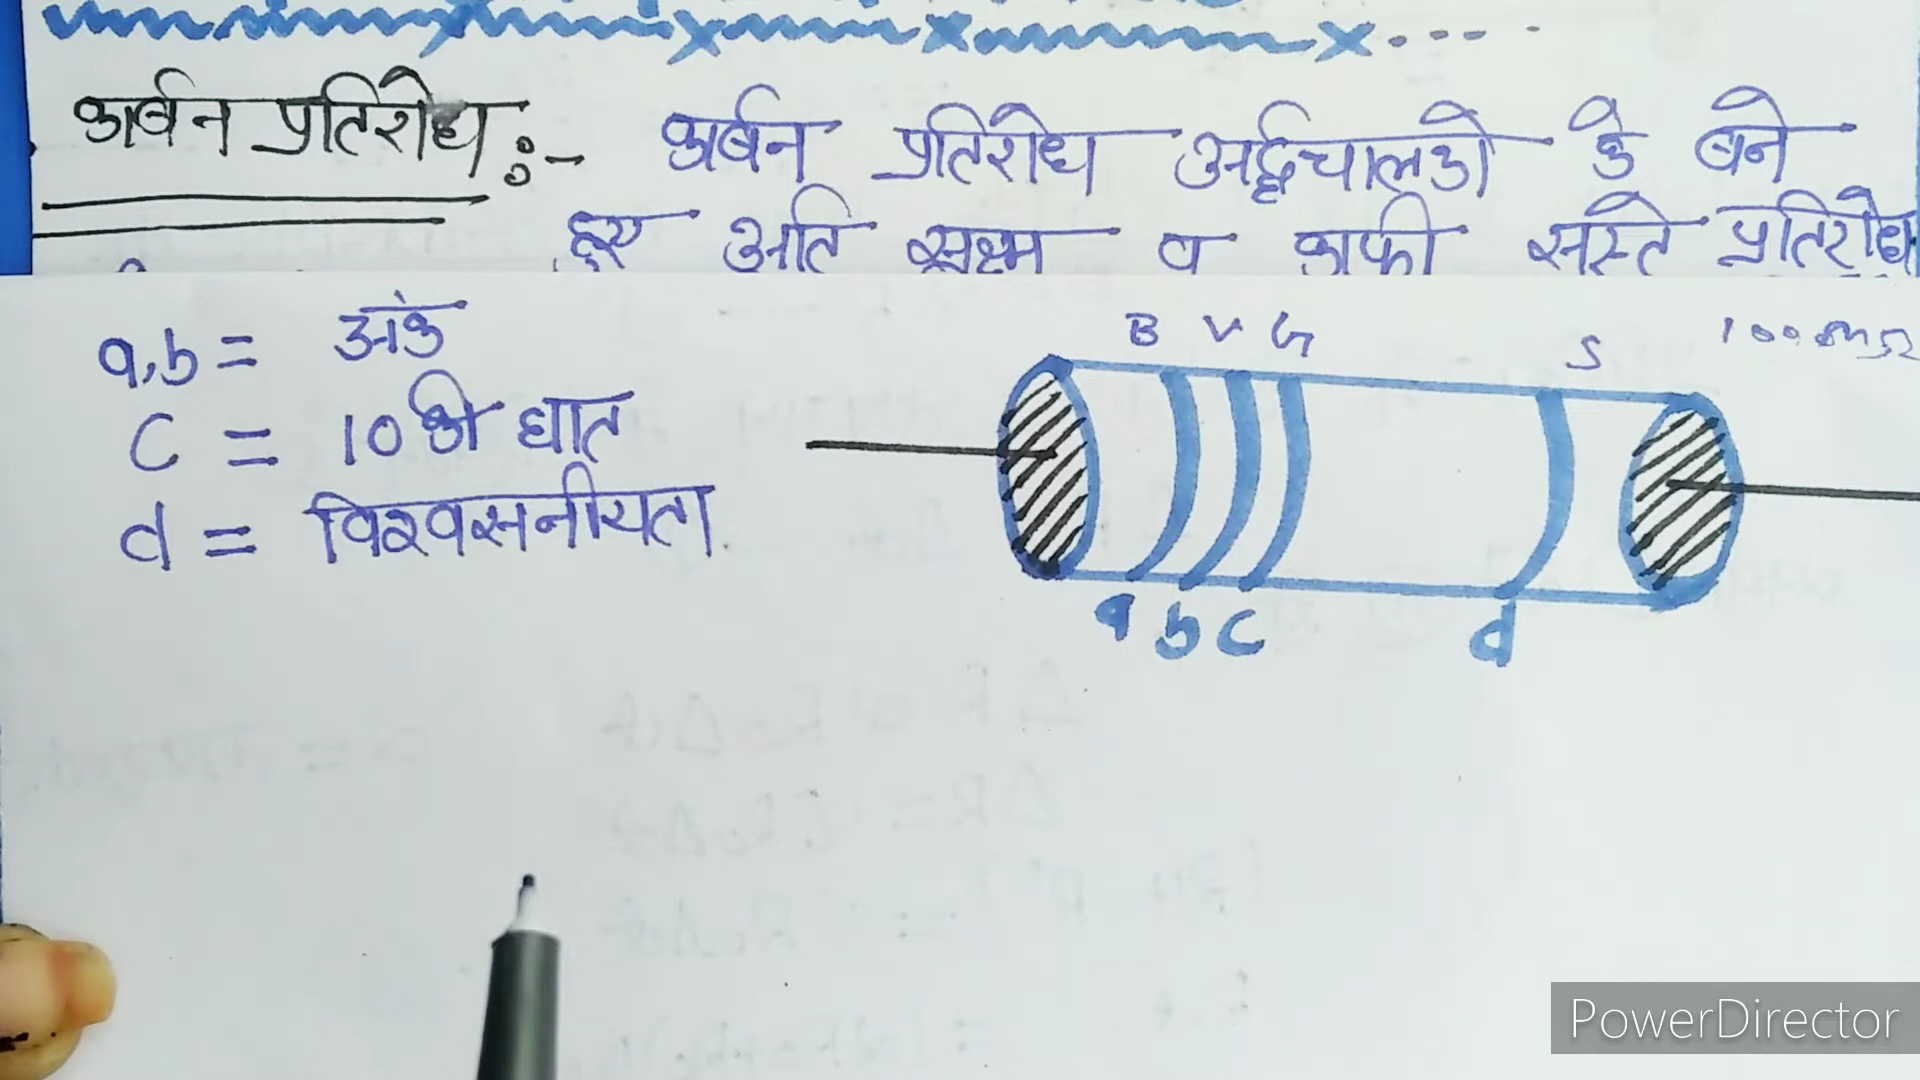 कार्बन प्रतिरोध :- कार्बन प्रतिरोध अर्द्धचालको के बने
हुए अति सूक्ष्म व काफी सस्ते प्रतिरोध
a,b = अंक
C = 10 की घात
d = विश्वसनीयता
B V G S
a b c d
PowerDirector